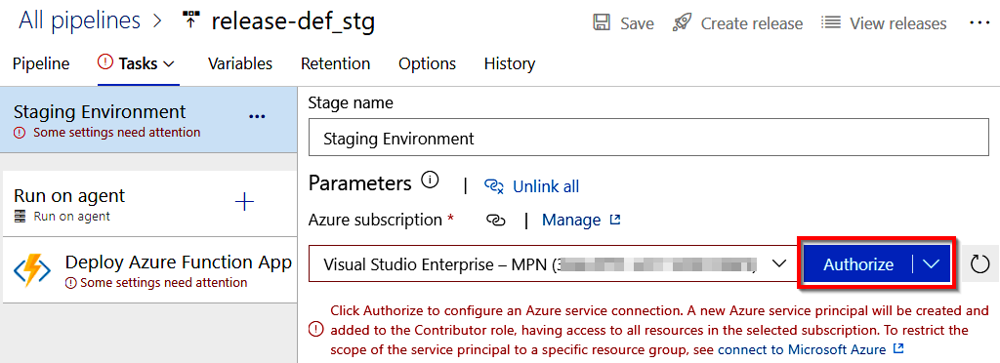 All pipelines > release-def_stg
Save Create release View releases ...
Pipeline Tasks Variables Retention Options History
Staging Environment ...
Some settings need attention
Run on agent
Run on agent
Deploy Azure Function App
Some settings need attention
Stage name
Staging Environment
Parameters | Unlink all
Azure subscription * | Manage
Visual Studio Enterprise – MPN (3
Authorize
Click Authorize to configure an Azure service connection. A new Azure service principal will be created and
added to the Contributor role, having access to all resources in the selected subscription. To restrict the
scope of the service principal to a specific resource group, see connect to Microsoft Azure